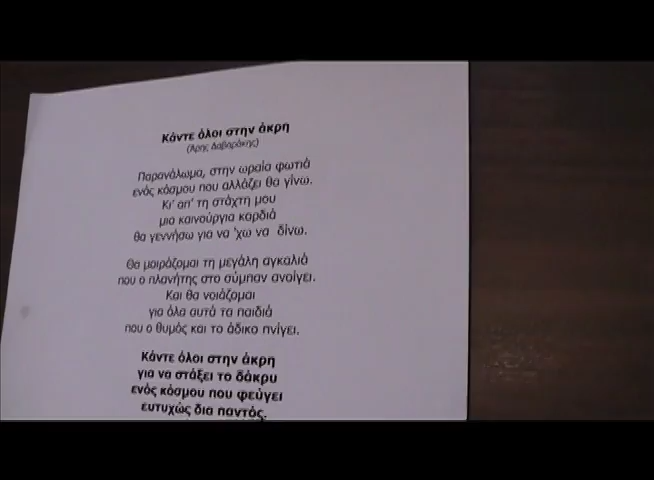 Κάντε όλοι στην άκρη
(Άρης Δαβαράκης)
Παρανάλωμα, στην ωραία φωτιά
ενός κόσμου που αλλάζει θα γίνω.
Κι’ απ’ τη στάχτη μου
μια καινούργια καρδιά
θα γεννήσω για να ’χω να δίνω.
Θα μοιράζομαι τη μεγάλη αγκαλιά
που ο πλανήτης στο σύμπαν ανοίγει.
Και θα νοιάζομαι
για όλα αυτά τα παιδιά
που ο θυμός και το άδικο πνίγει.
Κάντε όλοι στην άκρη
για να στάξει το δάκρυ
ενός κόσμου που φεύγει
ευτυχώς δια παντός.